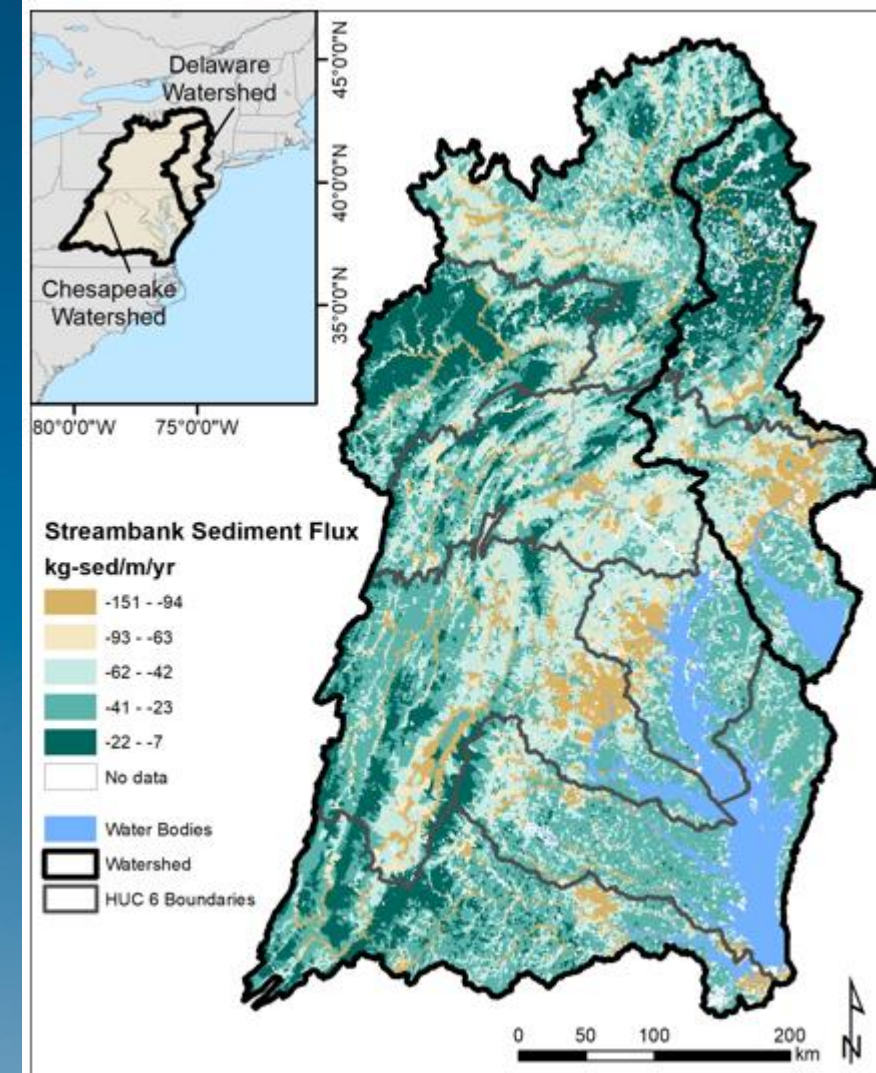 Delaware
Watershed
Chesapeake
Watershed
45°0'0"N
40°0'0"N
35°0'0"N
80°0'0"W
75°0'0"W
Streambank Sediment Flux
kg-sed/m/yr
-151 - -94
-93 - -63
-62 - -42
-41 - -23
-22 - -7
No data
Water Bodies
Watershed
HUC 6 Boundaries
0 50 100 200
km
N